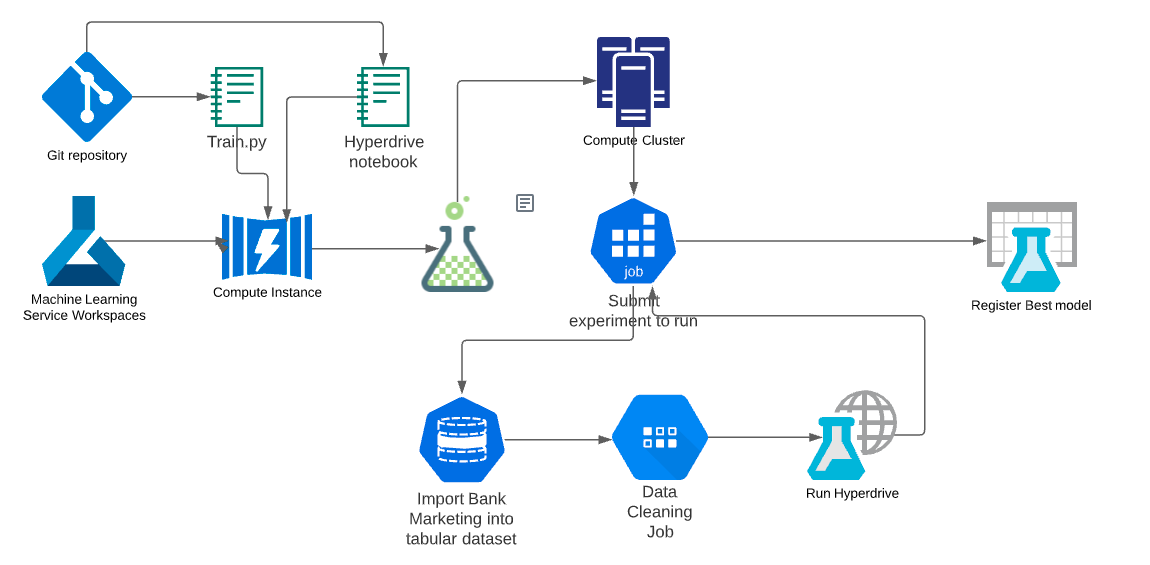 Git repository
Train.py
Hyperdrive
notebook
Compute Cluster
Machine Learning
Service Workspaces
Compute Instance
job
Submit
experiment to run
Register Best model
Import Bank
Marketing into
tabular dataset
Data
Cleaning
Job
Run Hyperdrive